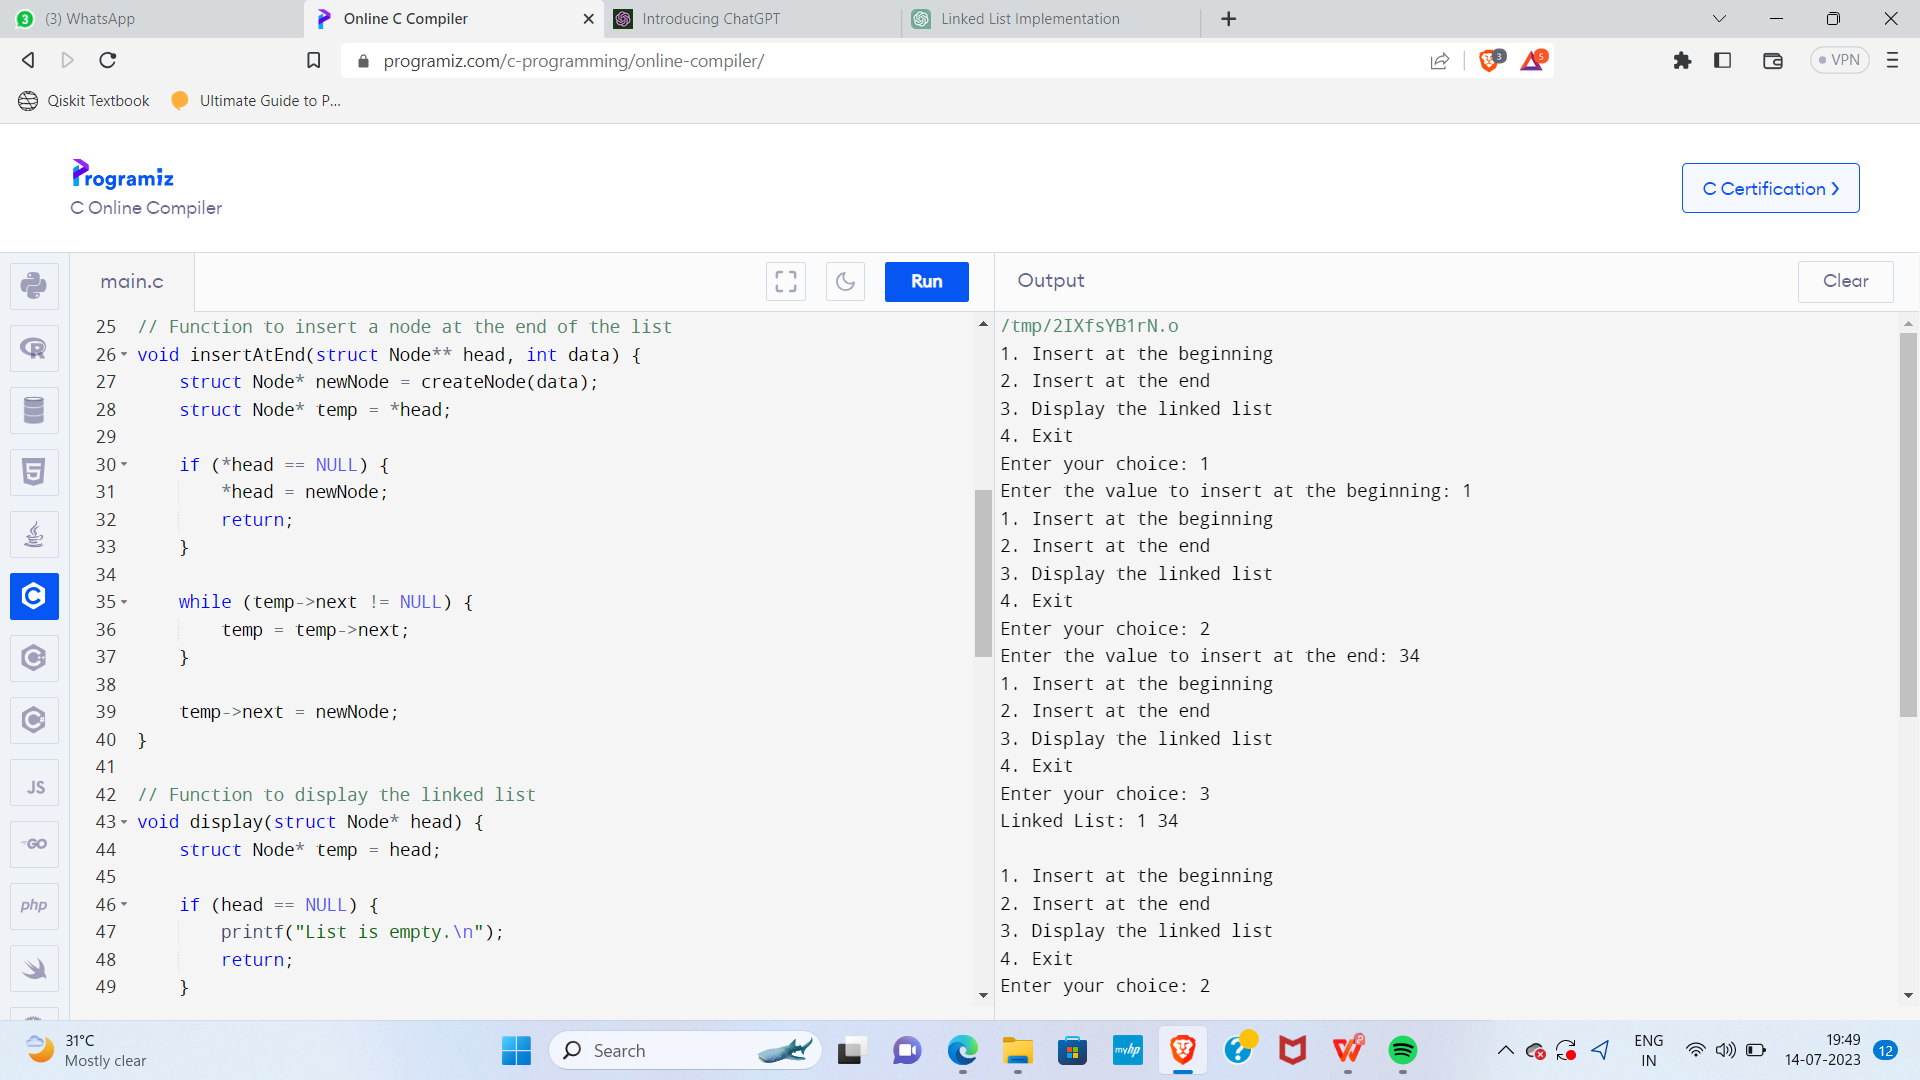 3 (3) WhatsApp
Online C Compiler
Introducing ChatGPT
Linked List Implementation
programiz.com/c-programming/online-compiler/
3
5
VPN
Qiskit Textbook
Ultimate Guide to P...
Programiz
C Online Compiler
C Certification
main.c
Run
Output
Clear
25 // Function to insert a node at the end of the list
26 void insertAtEnd(struct Node** head, int data) {
27 struct Node* newNode = createNode(data);
28 struct Node* temp = *head;
29
30 if (*head == NULL) {
31 *head = newNode;
32 return;
33 }
34
35 while (temp->next != NULL) {
36 temp = temp->next;
37 }
38
39 temp->next = newNode;
40 }
41
42 // Function to display the linked list
43 void display(struct Node* head) {
44 struct Node* temp = head;
45
46 if (head == NULL) {
47 printf("List is empty.\n");
48 return;
49 }
/tmp/2IXfsYB1rN.o
1. Insert at the beginning
2. Insert at the end
3. Display the linked list
4. Exit
Enter your choice: 1
Enter the value to insert at the beginning: 1
1. Insert at the beginning
2. Insert at the end
3. Display the linked list
4. Exit
Enter your choice: 2
Enter the value to insert at the end: 34
1. Insert at the beginning
2. Insert at the end
3. Display the linked list
4. Exit
Enter your choice: 3
Linked List: 1 34
1. Insert at the beginning
2. Insert at the end
3. Display the linked list
4. Exit
Enter your choice: 2
R
5
C
C
JS
GO
php
31°C
Mostly clear
Search
myhp
ENG
IN
19:49
14-07-2023
12